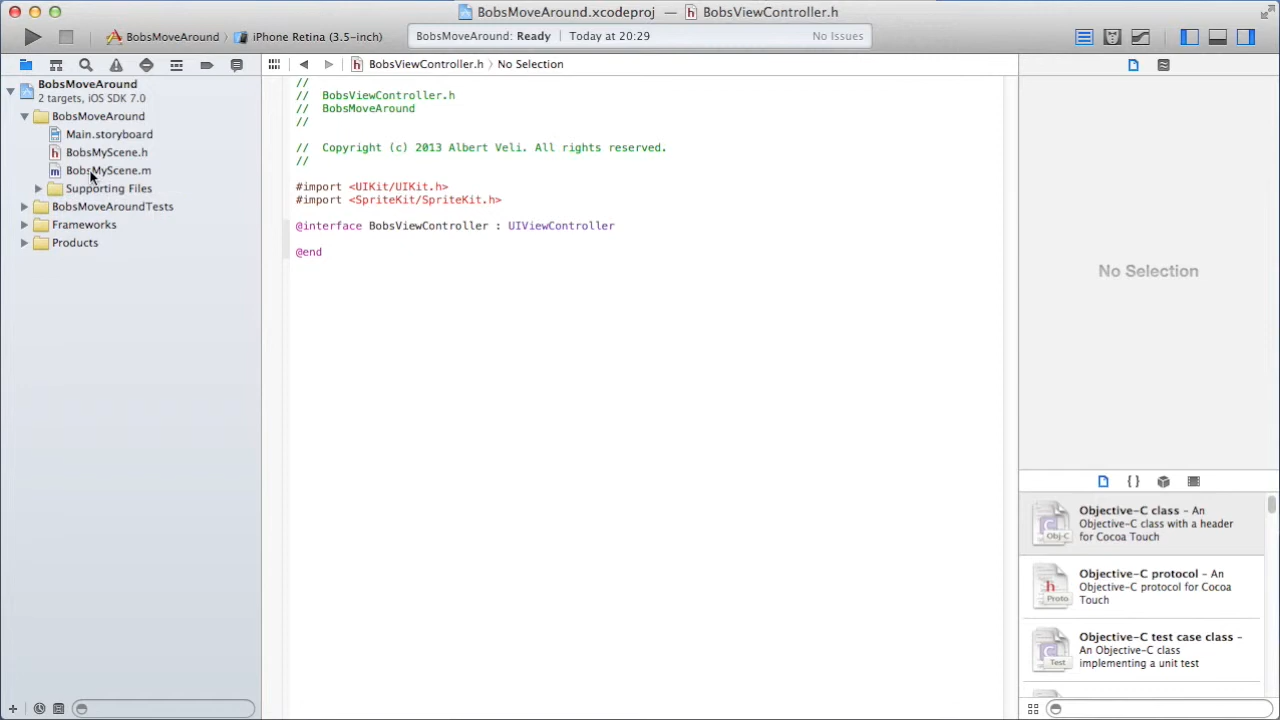 BobsMoveAround.xcodeproj — BobsViewController.h
BobsMoveAround iPhone Retina (3.5-inch)
BobsMoveAround: Ready Today at 20:29 No Issues
BobsViewController.h No Selection
BobsMoveAround
2 targets, iOS SDK 7.0
BobsMoveAround
Main.storyboard
BobsMyScene.h
BobsMyScene.m
Supporting Files
BobsMoveAroundTests
Frameworks
Products
//
// BobsViewController.h
// BobsMoveAround
//
// Copyright (c) 2013 Albert Veli. All rights reserved.
//
#import <UIKit/UIKit.h>
#import <SpriteKit/SpriteKit.h>
@interface BobsViewController : UIViewController
@end
No Selection
Objective-C class – An
Objective-C class with a header
for Cocoa Touch
Obj-C
Objective-C protocol – An
Objective-C protocol for Cocoa
Touch
Proto
Objective-C test case class –
An Objective-C class
implementing a unit test
Test